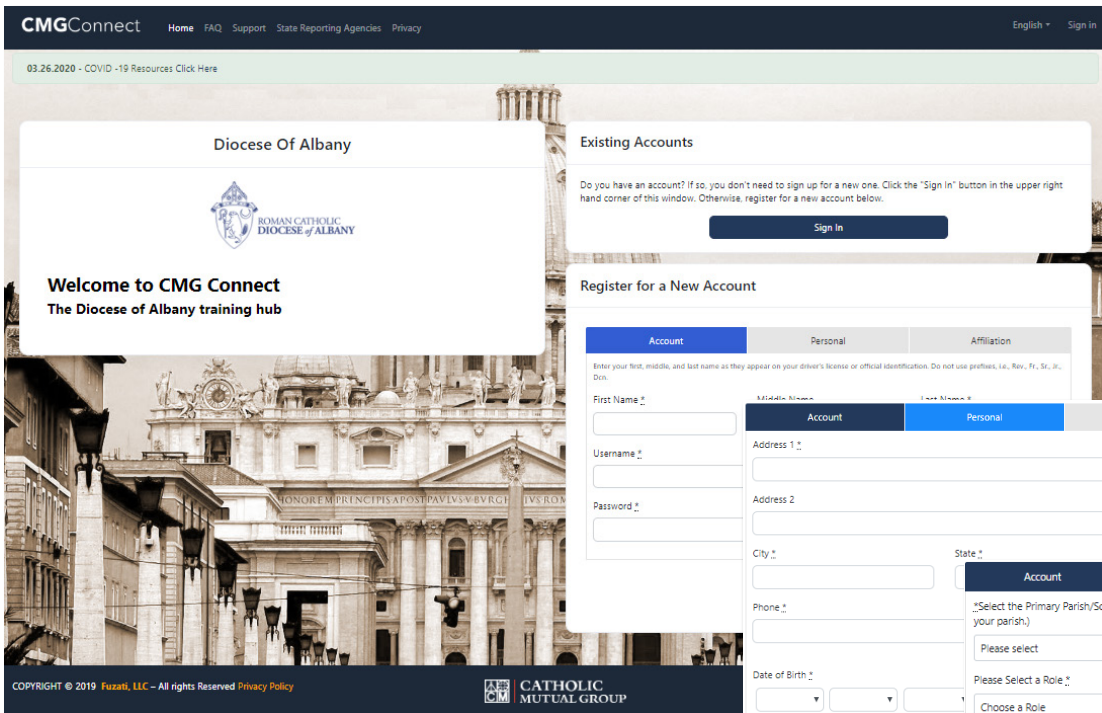 CMGConnect Home FAQ Support State Reporting Agencies Privacy English Sign in
03.26.2020 - COVID -19 Resources Click Here
Diocese Of Albany
ROMAN CATHOLIC
DIOCESE of ALBANY
Welcome to CMG Connect
The Diocese of Albany training hub
Existing Accounts
Do you have an account? If so, you don't need to sign up for a new one. Click the "Sign In" button in the upper right
hand corner of this window. Otherwise, register for a new account below.
Sign In
Register for a New Account
Account Personal Affiliation
Enter your first, middle, and last name as they appear on your driver's license or official identification. Do not use prefixes, i.e., Rev., Fr., Sr., Jr.,
Dcn.
First Name * Middle Name Last Name *
Username *
Password *
Account Personal
Address 1 *
Address 2
City * State *
Phone *
Date of Birth *
Account
*Select the Primary Parish/Sc
your parish.)
Please select
Please Select a Role *
Choose a Role
COPYRIGHT © 2019 Fuzati, LLC – All rights Reserved Privacy Policy
CM
CATHOLIC
MUTUAL GROUP